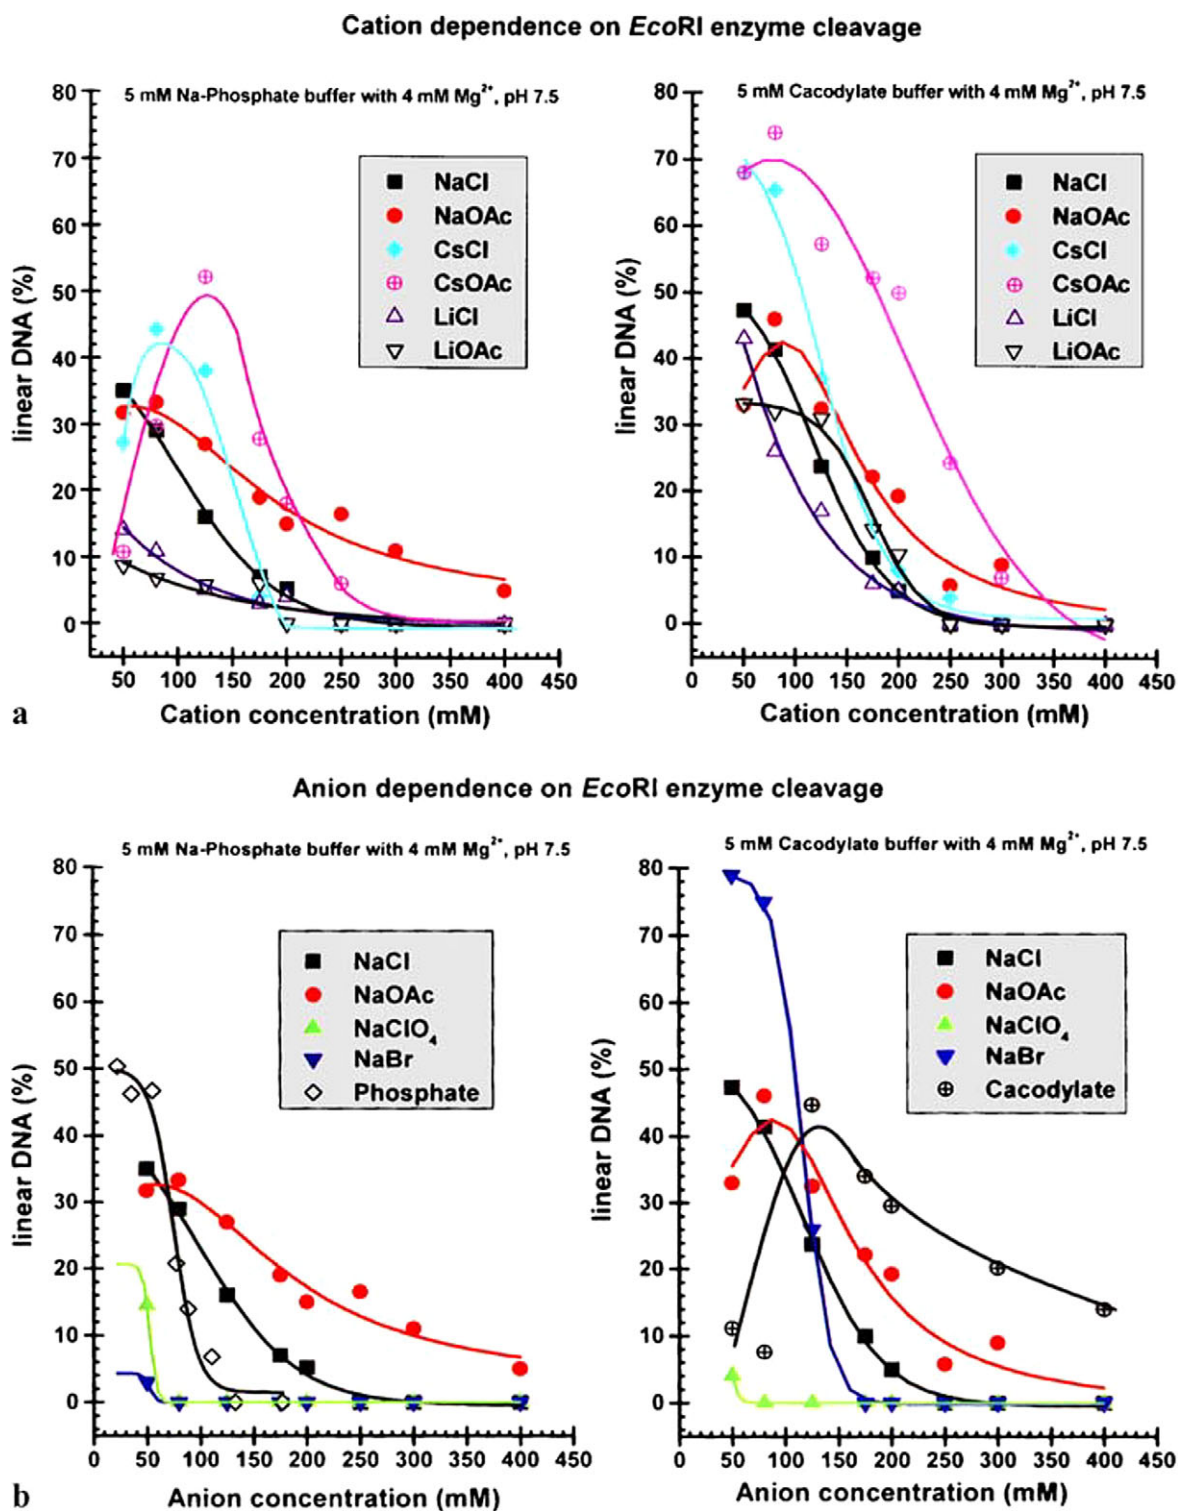 Cation dependence on EcoRI enzyme cleavage
5 mM Na-Phosphate buffer with 4 mM Mg²⁺, pH 7.5
80
70
60
50
40
30
20
10
0
linear DNA (%)
NaCl
NaOAc
CsCl
CsOAc
LiCl
LiOAc
50 100 150 200 250 300 350 400 450
Cation concentration (mM)
5 mM Cacodylate buffer with 4 mM Mg²⁺, pH 7.5
80
70
60
50
40
30
20
10
0
linear DNA (%)
NaCl
NaOAc
CsCl
CsOAc
LiCl
LiOAc
0 50 100 150 200 250 300 350 400 450
Cation concentration (mM)
a
Anion dependence on EcoRI enzyme cleavage
5 mM Na-Phosphate buffer with 4 mM Mg²⁺, pH 7.5
80
70
60
50
40
30
20
10
0
linear DNA (%)
NaCl
NaOAc
NaClO₄
NaBr
Phosphate
0 50 100 150 200 250 300 350 400 450
Anion concentration (mM)
5 mM Cacodylate buffer with 4 mM Mg²⁺, pH 7.5
80
70
60
50
40
30
20
10
0
linear DNA (%)
NaCl
NaOAc
NaClO₄
NaBr
Cacodylate
0 50 100 150 200 250 300 350 400 450
Anion concentration (mM)
b